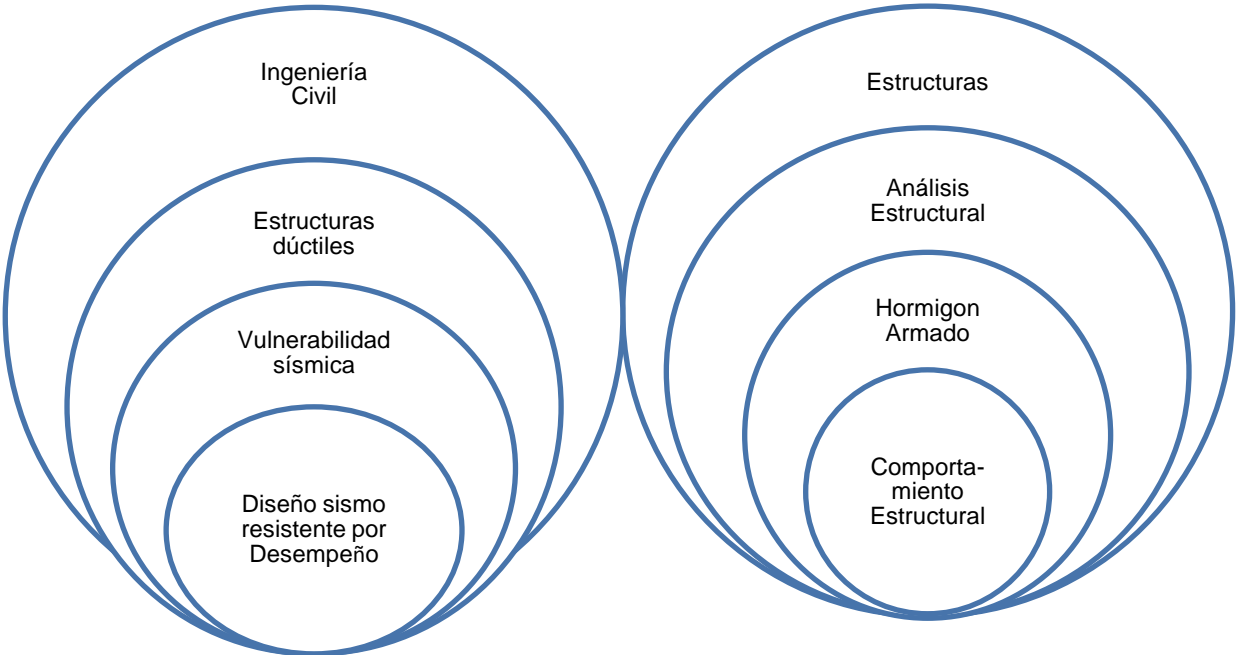 Ingeniería
Civil
Estructuras
dúctiles
Vulnerabilidad
sísmica
Diseño sismo
resistente por
Desempeño
Estructuras
Análisis
Estructural
Hormigon
Armado
Comporta-
miento
Estructural